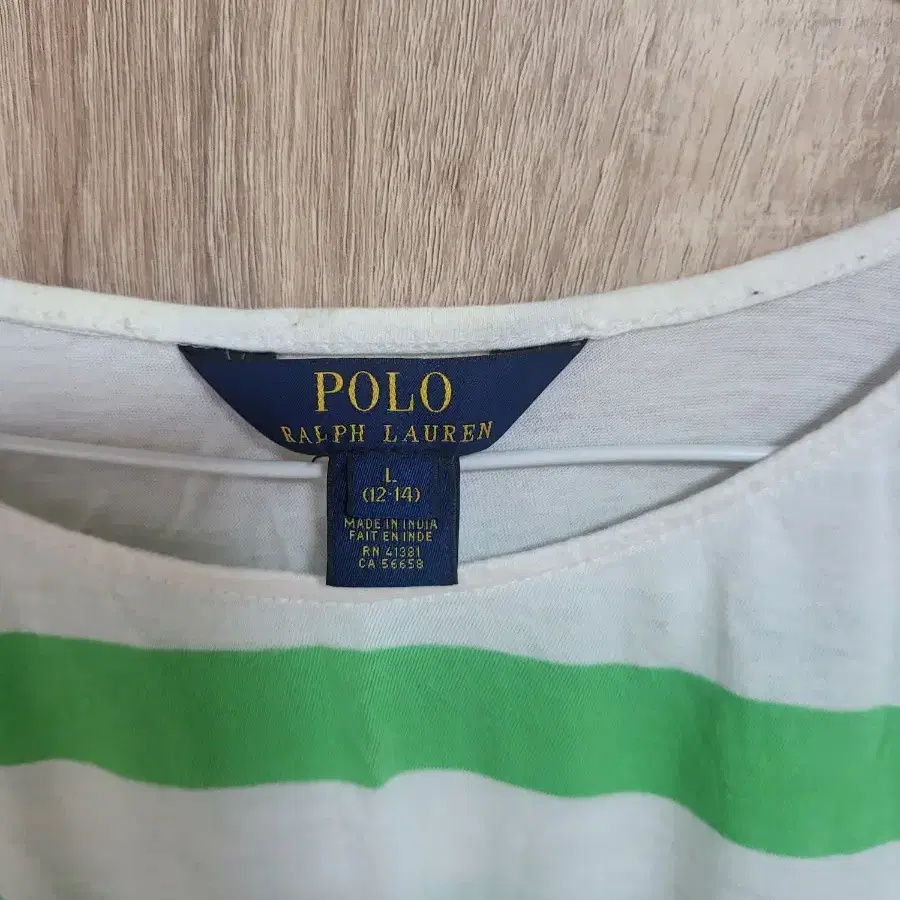 POLO
RALPH LAUREN
L
(12-14)
MADE IN INDIA
FAIT EN INDE
RN 41381
CA 56658